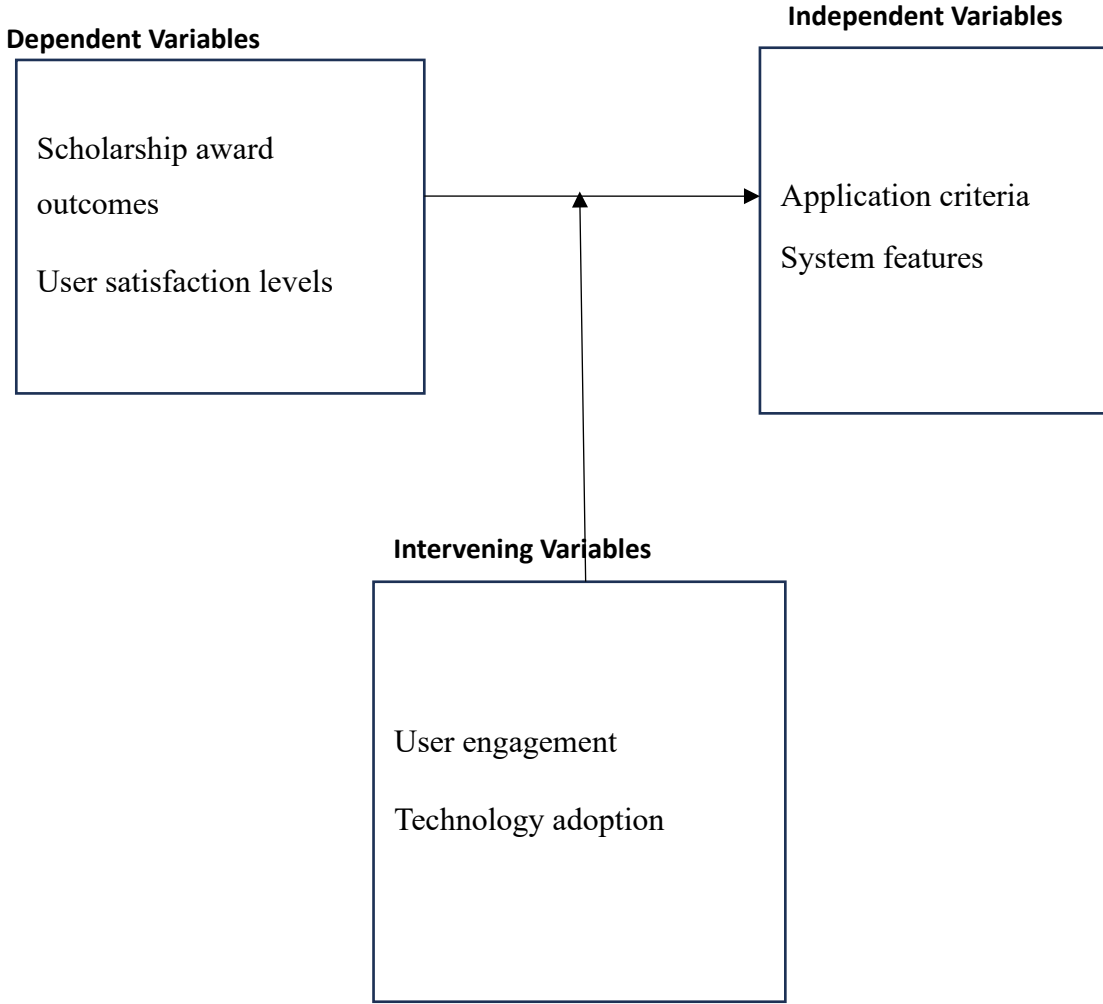 Dependent Variables
Scholarship award
outcomes
User satisfaction levels
Independent Variables
Application criteria
System features
Intervening Variables
User engagement
Technology adoption